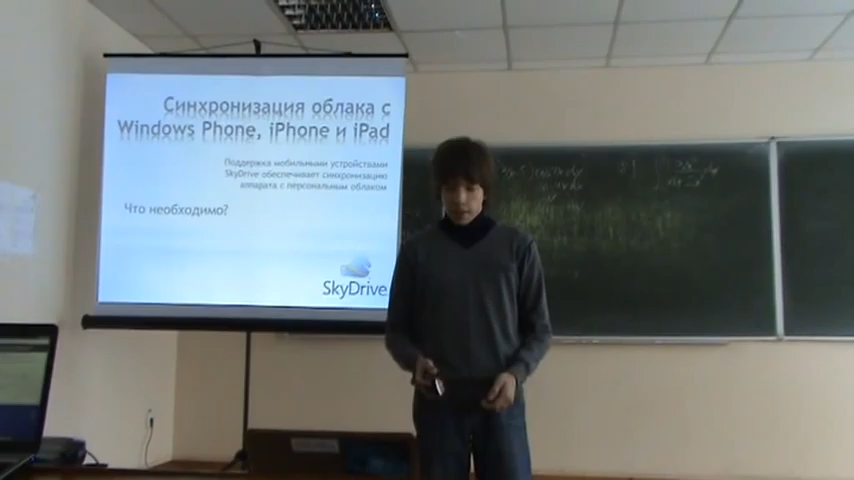 Синхронизация облака с
Windows Phone, iPhone и iPad
Поддержка мобильными устройствами
SkyDrive обеспечивает синхронизацию
аппарата с персональным облаком
Что необходимо?
SkyDrive